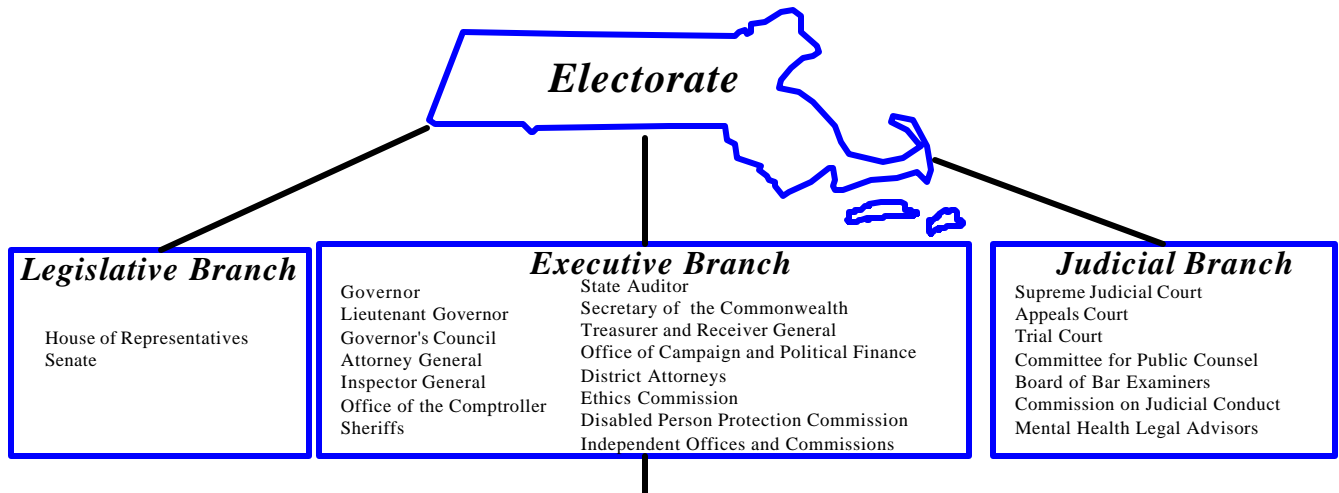 Electorate
Legislative Branch
House of Representatives
Senate
Executive Branch
Governor
Lieutenant Governor
Governor's Council
Attorney General
Inspector General
Office of the Comptroller
Sheriffs
State Auditor
Secretary of the Commonwealth
Treasurer and Receiver General
Office of Campaign and Political Finance
District Attorneys
Ethics Commission
Disabled Person Protection Commission
Independent Offices and Commissions
Judicial Branch
Supreme Judicial Court
Appeals Court
Trial Court
Committee for Public Counsel
Board of Bar Examiners
Commission on Judicial Conduct
Mental Health Legal Advisors